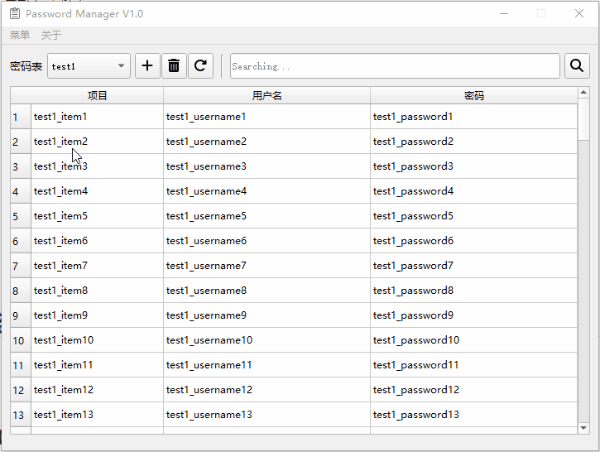 Password Manager V1.0
菜单 关于
密码表 test1 Searching...
项目 用户名 密码
1 test1_item1 test1_username1 test1_password1
2 test1_item2 test1_username2 test1_password2
3 test1_item3 test1_username3 test1_password3
4 test1_item4 test1_username4 test1_password4
5 test1_item5 test1_username5 test1_password5
6 test1_item6 test1_username6 test1_password6
7 test1_item7 test1_username7 test1_password7
8 test1_item8 test1_username8 test1_password8
9 test1_item9 test1_username9 test1_password9
10 test1_item10 test1_username10 test1_password10
11 test1_item11 test1_username11 test1_password11
12 test1_item12 test1_username12 test1_password12
13 test1_item13 test1_username13 test1_password13